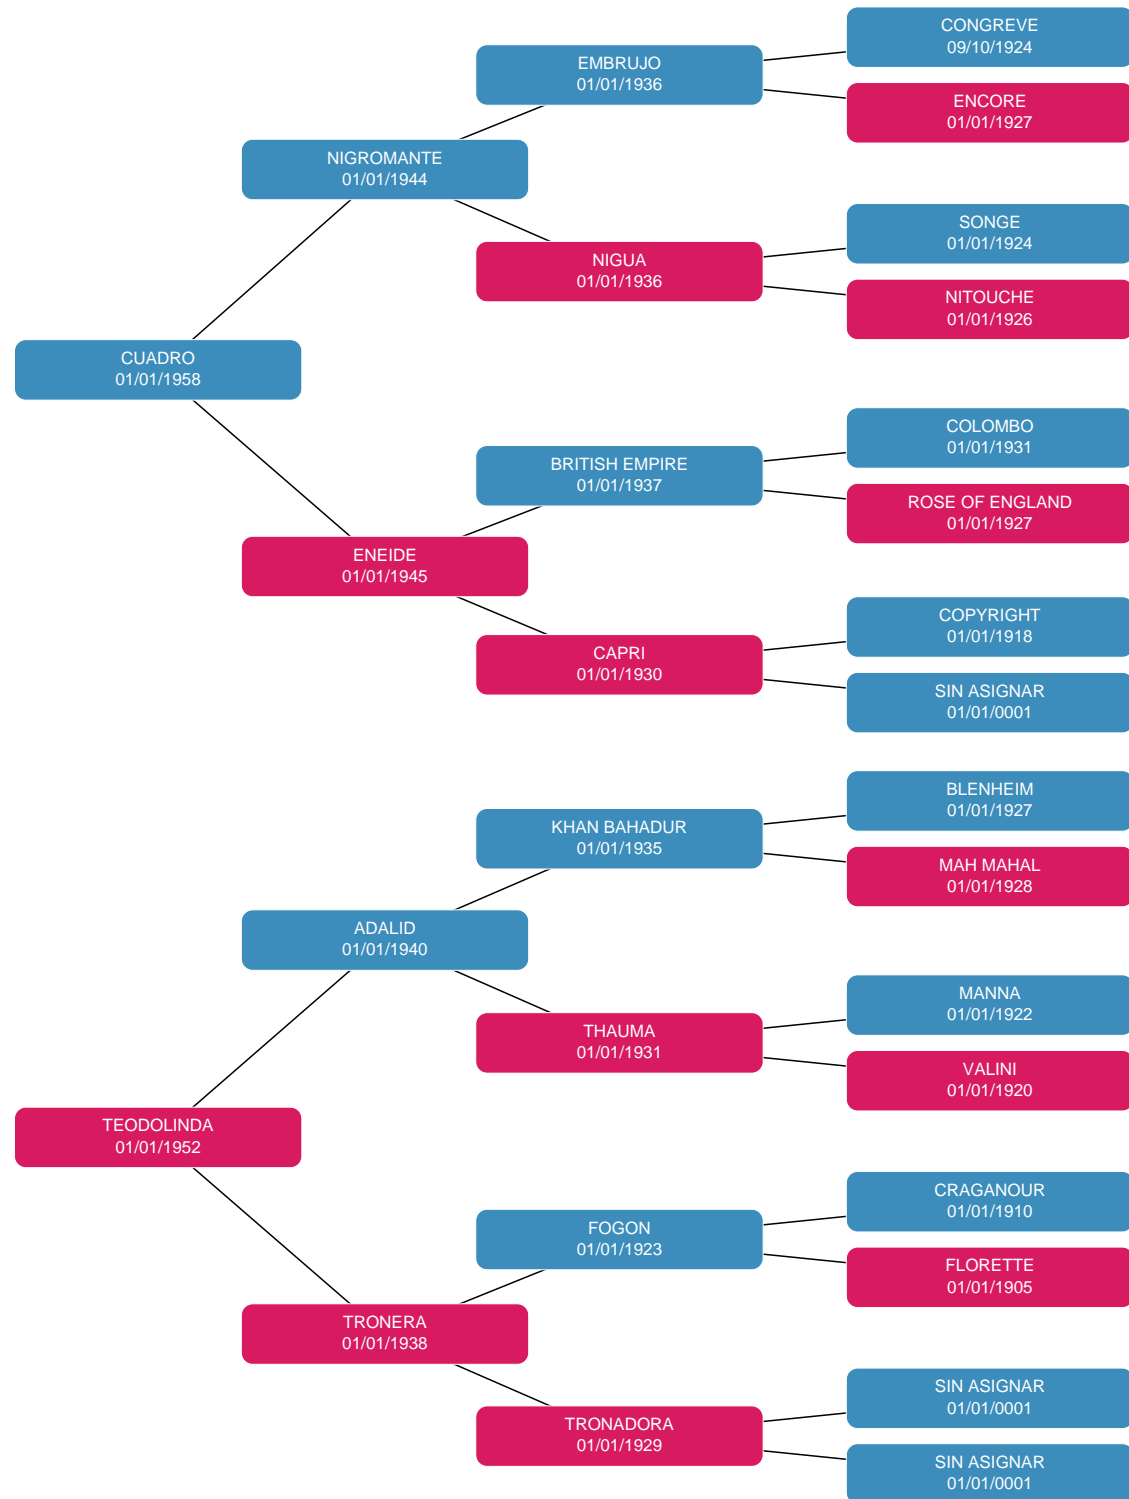 CONGREVE
09/10/1924
EMBRUJO
01/01/1936
ENCORE
01/01/1927
NIGROMANTE
01/01/1944
SONGE
01/01/1924
NIGUA
01/01/1936
NITOUCHE
01/01/1926
CUADRO
01/01/1958
COLOMBO
01/01/1931
BRITISH EMPIRE
01/01/1937
ROSE OF ENGLAND
01/01/1927
ENEIDE
01/01/1945
COPYRIGHT
01/01/1918
CAPRI
01/01/1930
SIN ASIGNAR
01/01/0001
BLENHEIM
01/01/1927
KHAN BAHADUR
01/01/1935
MAH MAHAL
01/01/1928
ADALID
01/01/1940
MANNA
01/01/1922
THAUMA
01/01/1931
VALINI
01/01/1920
TEODOLINDA
01/01/1952
CRAGANOUR
01/01/1910
FOGON
01/01/1923
FLORETTE
01/01/1905
TRONERA
01/01/1938
SIN ASIGNAR
01/01/0001
TRONADORA
01/01/1929
SIN ASIGNAR
01/01/0001